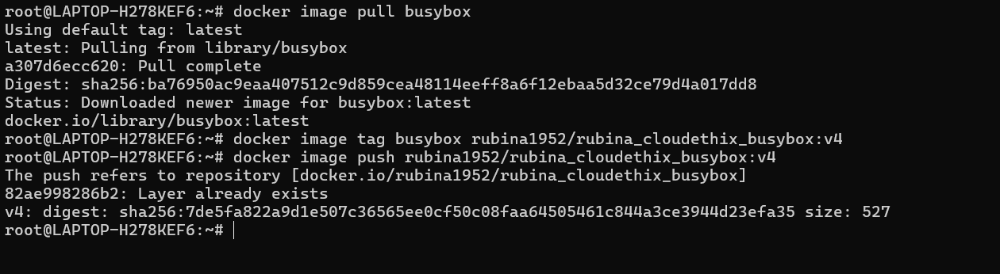 root@LAPTOP-H278KEF6:~# docker image pull busybox
Using default tag: latest
latest: Pulling from library/busybox
a307d6ecc620: Pull complete
Digest: sha256:ba76950ac9eaa407512c9d859cea48114eeff8a6f12ebaa5d32ce79d4a017dd8
Status: Downloaded newer image for busybox:latest
docker.io/library/busybox:latest
root@LAPTOP-H278KEF6:~# docker image tag busybox rubina1952/rubina_cloudethix_busybox:v4
root@LAPTOP-H278KEF6:~# docker image push rubina1952/rubina_cloudethix_busybox:v4
The push refers to repository [docker.io/rubina1952/rubina_cloudethix_busybox]
82ae998286b2: Layer already exists
v4: digest: sha256:7de5fa822a9d1e507c36565ee0cf50c08faa64505461c844a3ce3944d23efa35 size: 527
root@LAPTOP-H278KEF6:~#